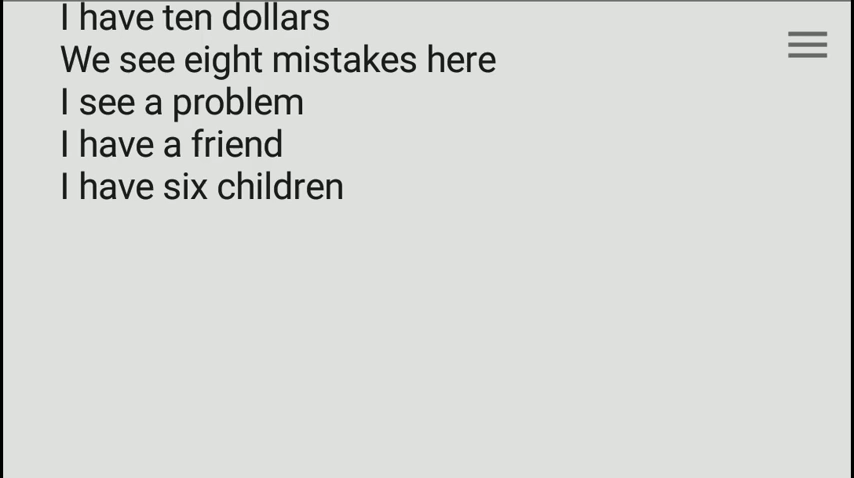 I have ten dollars
We see eight mistakes here
I see a problem
I have a friend
I have six children